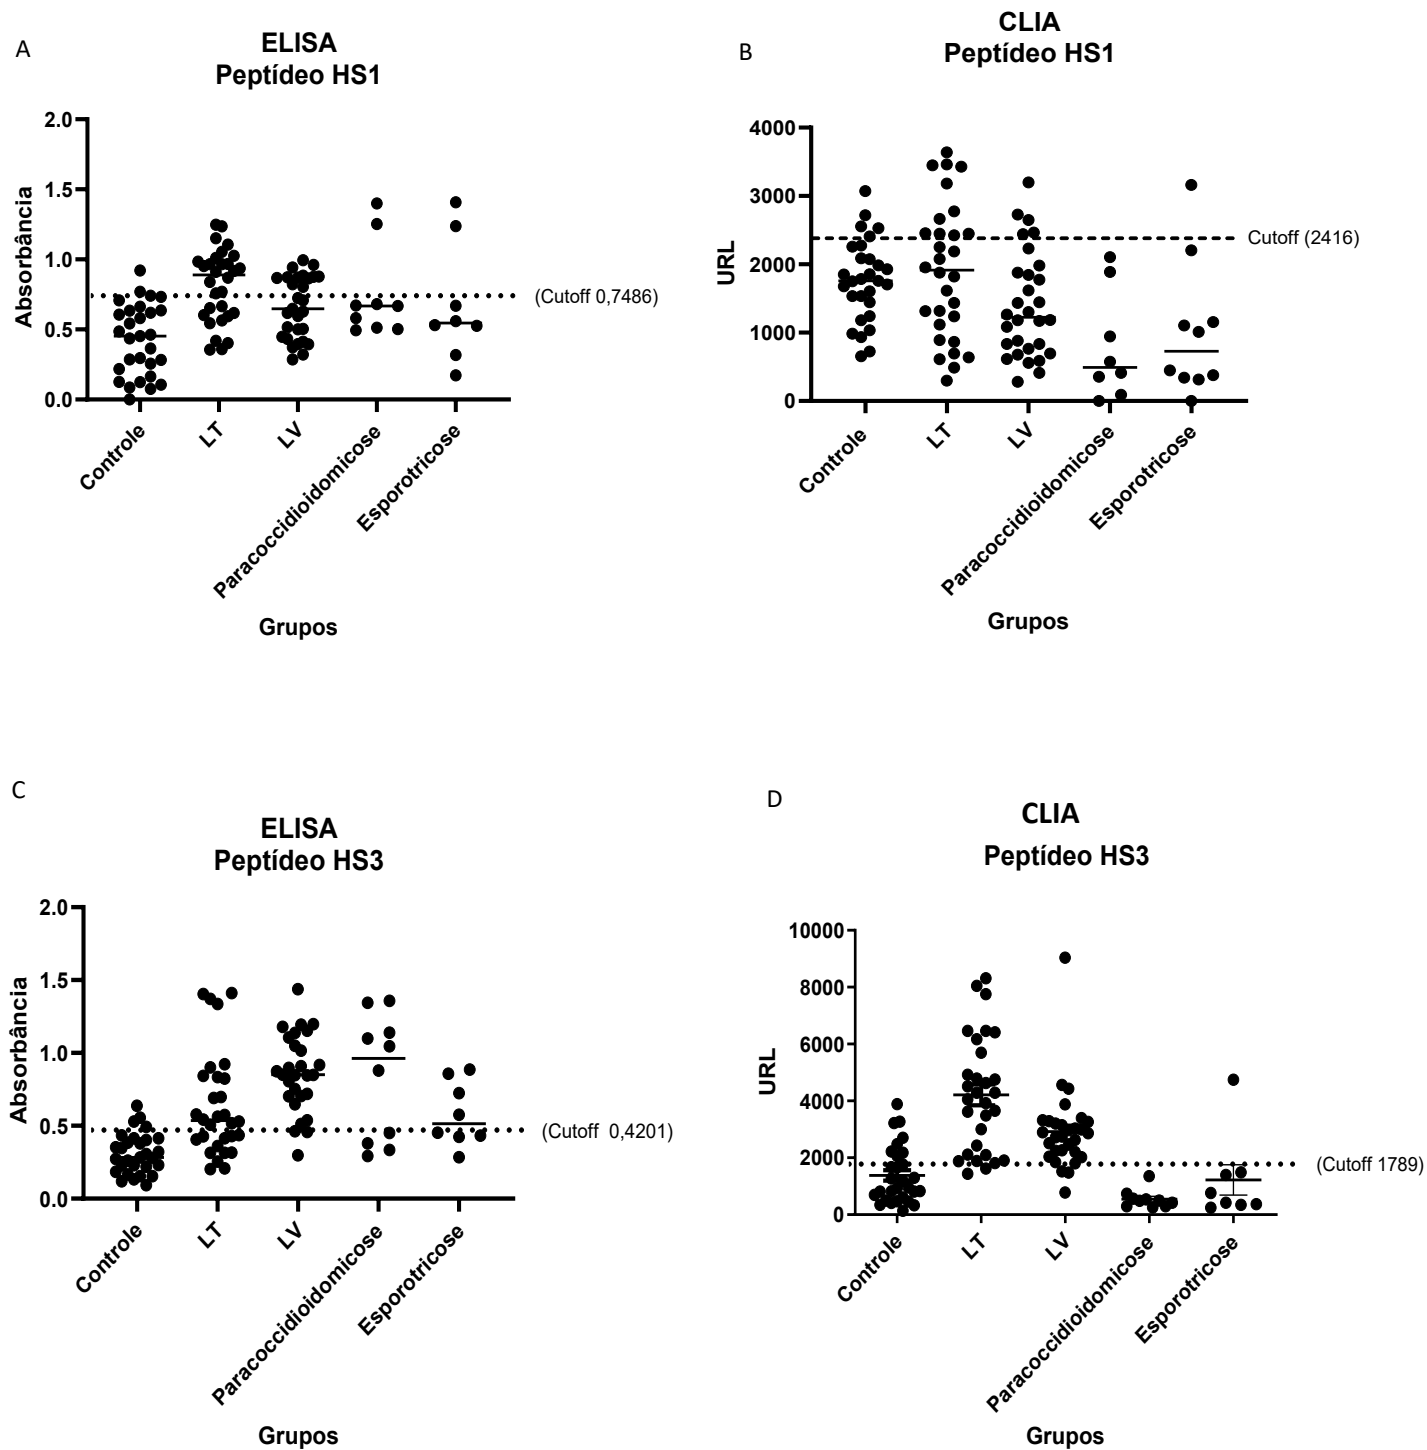 A
ELISA
Peptídeo HS1
2.0
1.5
1.0
0.5
0.0
Absorbância
(Cutoff 0,7486)
Controle
LT
LV
Paracoccidioidomicose
Esporotricose
Grupos
B
CLIA
Peptídeo HS1
4000
3000
2000
1000
0
URL
Cutoff (2416)
Controle
LT
LV
Paracoccidioidomicose
Esporotricose
Grupos
C
ELISA
Peptídeo HS3
2.0
1.5
1.0
0.5
0.0
Absorbância
(Cutoff 0,4201)
Controle
LT
LV
Paracoccidioidomicose
Esporotricose
Grupos
D
CLIA
Peptídeo HS3
10000
8000
6000
4000
2000
0
URL
(Cutoff 1789)
Controle
LT
LV
Paracoccidioidomicose
Esporotricose
Grupos